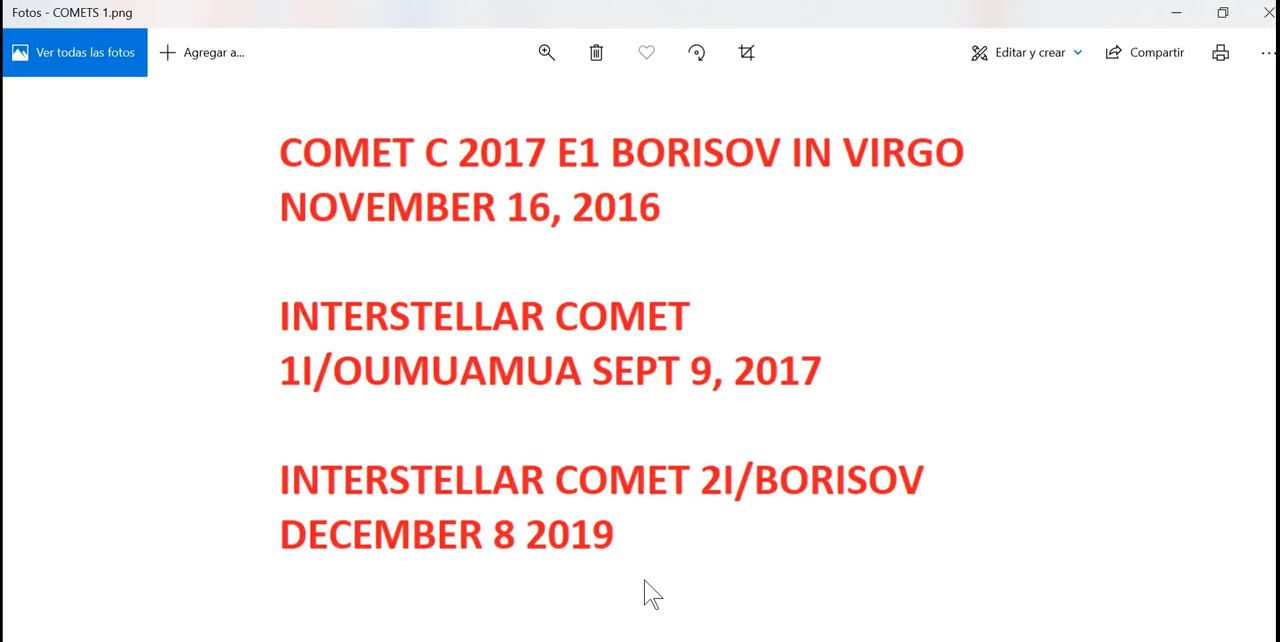 Fotos - COMETS 1.png
Ver todas las fotos Agregar a... Editar y crear Compartir
COMET C 2017 E1 BORISOV IN VIRGO
NOVEMBER 16, 2016
INTERSTELLAR COMET
1I/OUMUAMUA SEPT 9, 2017
INTERSTELLAR COMET 2I/BORISOV
DECEMBER 8 2019